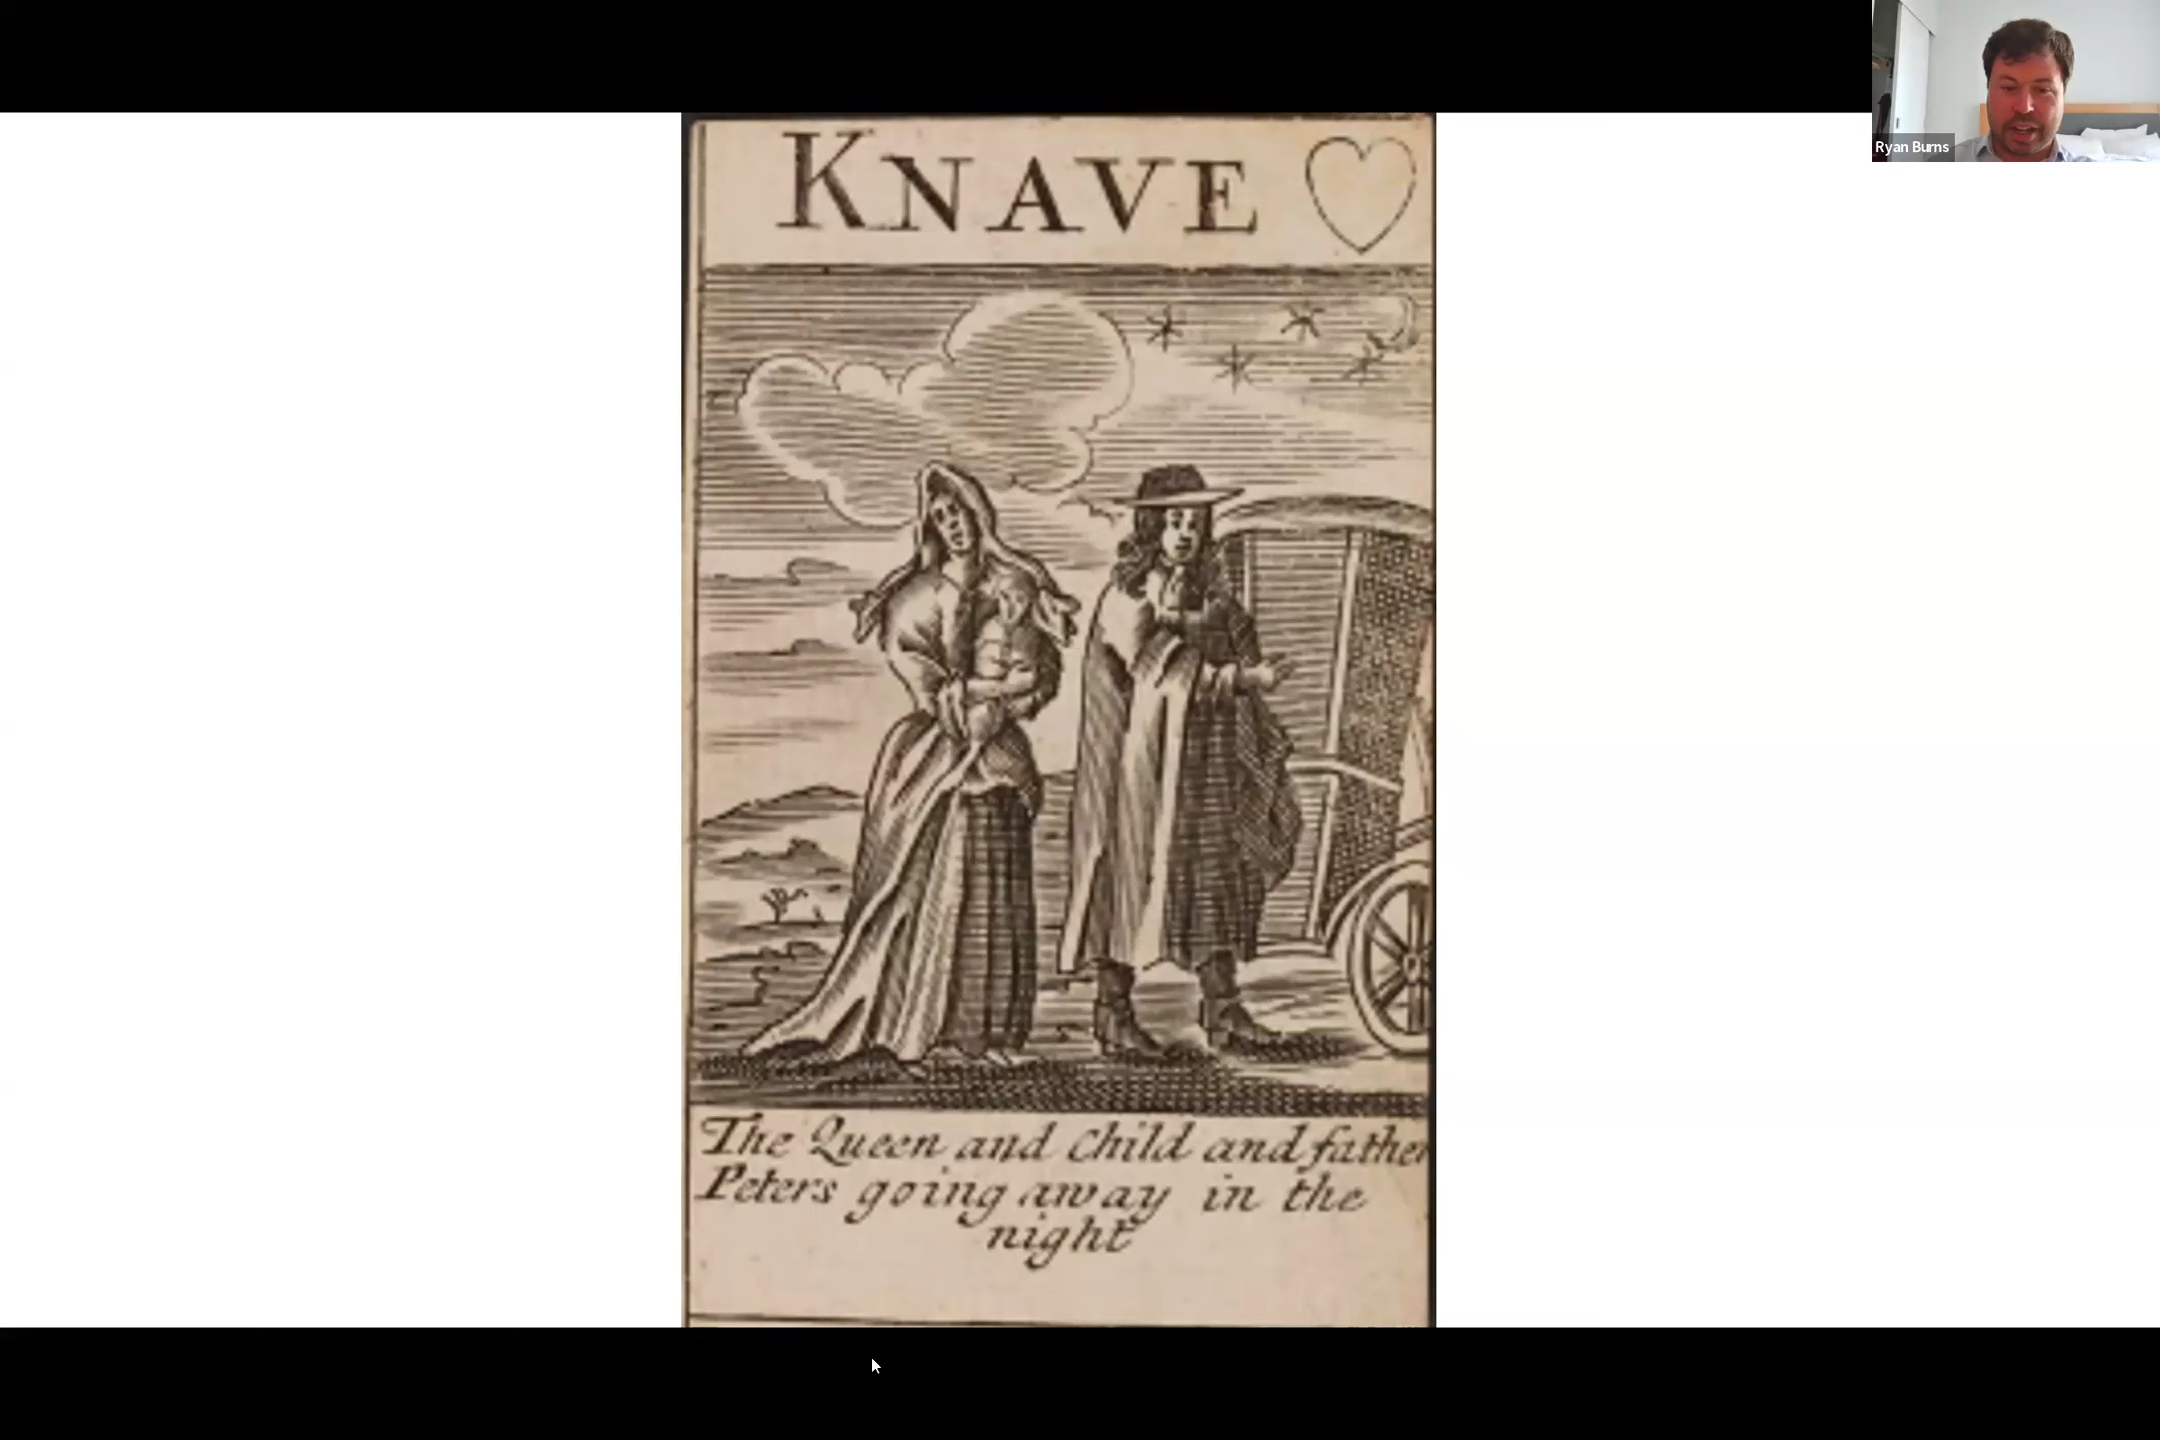 KNAVE
The Queen and Child and father
Peters going away in the
night
Ryan Burns